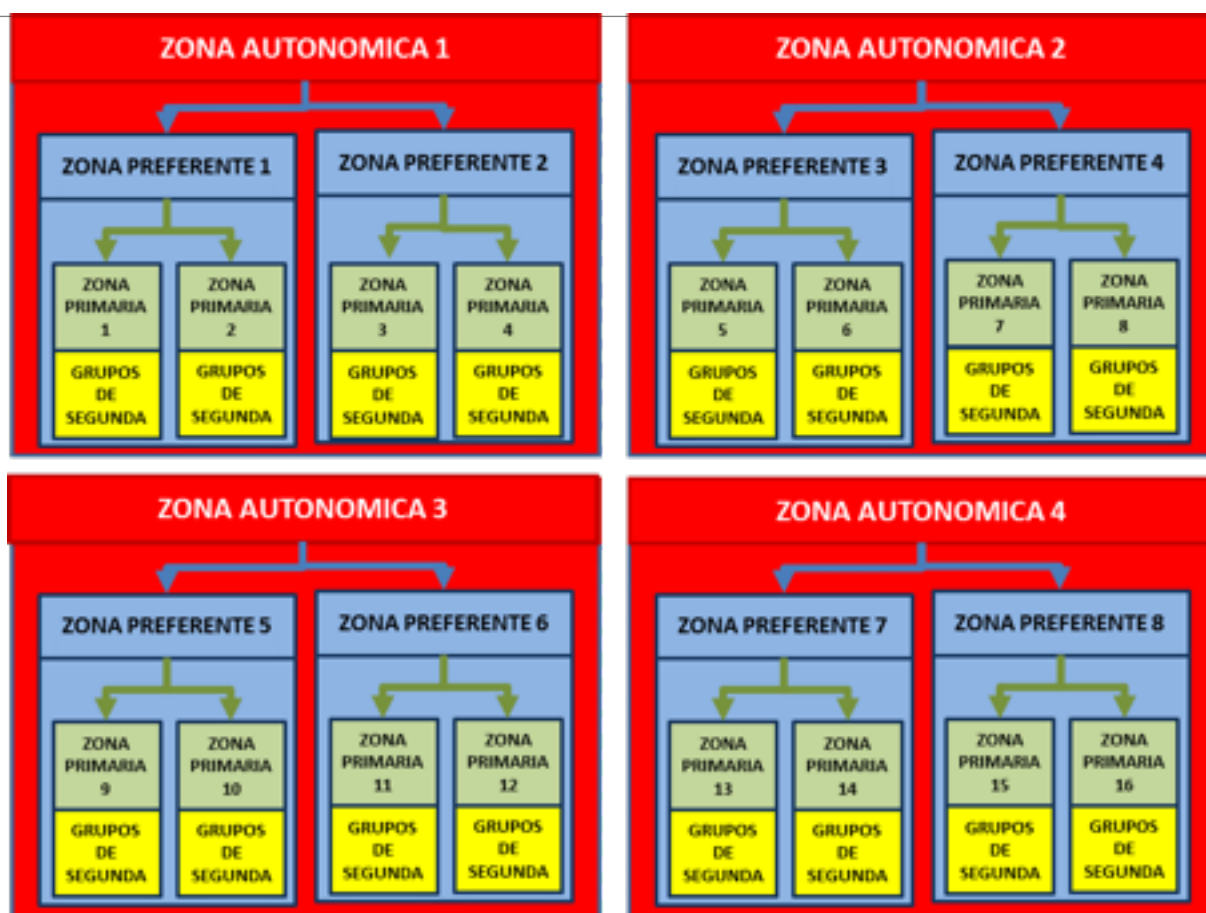 ZONA AUTONOMICA 1
ZONA PREFERENTE 1
ZONA PREFERENTE 2
ZONA
PRIMARIA
1
ZONA
PRIMARIA
2
ZONA
PRIMARIA
3
ZONA
PRIMARIA
4
GRUPOS
DE
SEGUNDA
GRUPOS
DE
SEGUNDA
GRUPOS
DE
SEGUNDA
GRUPOS
DE
SEGUNDA
ZONA AUTONOMICA 2
ZONA PREFERENTE 3
ZONA PREFERENTE 4
ZONA
PRIMARIA
5
ZONA
PRIMARIA
6
ZONA
PRIMARIA
7
ZONA
PRIMARIA
8
GRUPOS
DE
SEGUNDA
GRUPOS
DE
SEGUNDA
GRUPOS
DE
SEGUNDA
GRUPOS
DE
SEGUNDA
ZONA AUTONOMICA 3
ZONA PREFERENTE 5
ZONA PREFERENTE 6
ZONA
PRIMARIA
9
ZONA
PRIMARIA
10
ZONA
PRIMARIA
11
ZONA
PRIMARIA
12
GRUPOS
DE
SEGUNDA
GRUPOS
DE
SEGUNDA
GRUPOS
DE
SEGUNDA
GRUPOS
DE
SEGUNDA
ZONA AUTONOMICA 4
ZONA PREFERENTE 7
ZONA PREFERENTE 8
ZONA
PRIMARIA
13
ZONA
PRIMARIA
14
ZONA
PRIMARIA
15
ZONA
PRIMARIA
16
GRUPOS
DE
SEGUNDA
GRUPOS
DE
SEGUNDA
GRUPOS
DE
SEGUNDA
GRUPOS
DE
SEGUNDA